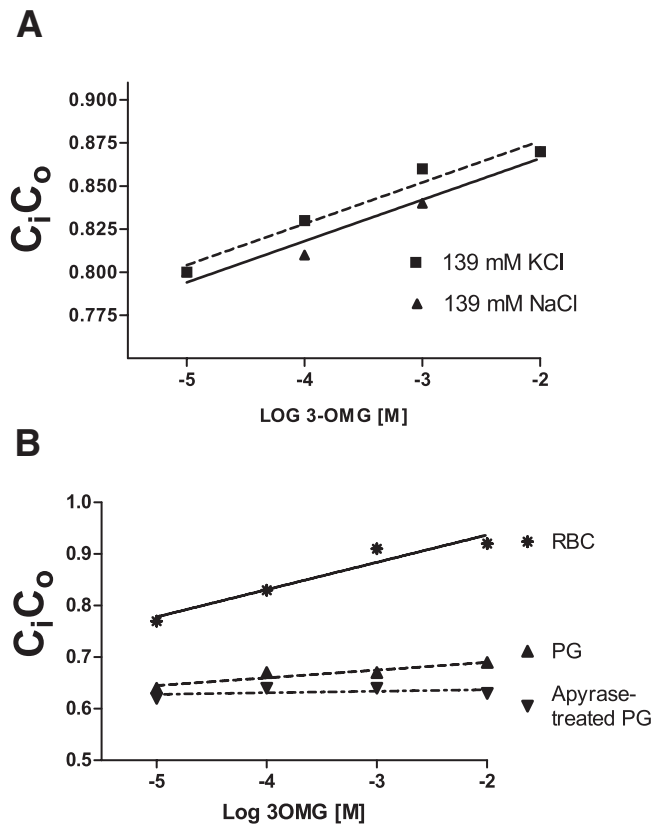 A
0.900
0.875
0.850
0.825
0.800
0.775
CiCo
139 mM KCl
139 mM NaCl
-5 -4 -3 -2
LOG 3-OMG [M]
B
1.0
0.9
0.8
0.7
0.6
0.5
CiCo
RBC
PG
Apyrase-
treated PG
-5 -4 -3 -2
Log 3OMG [M]